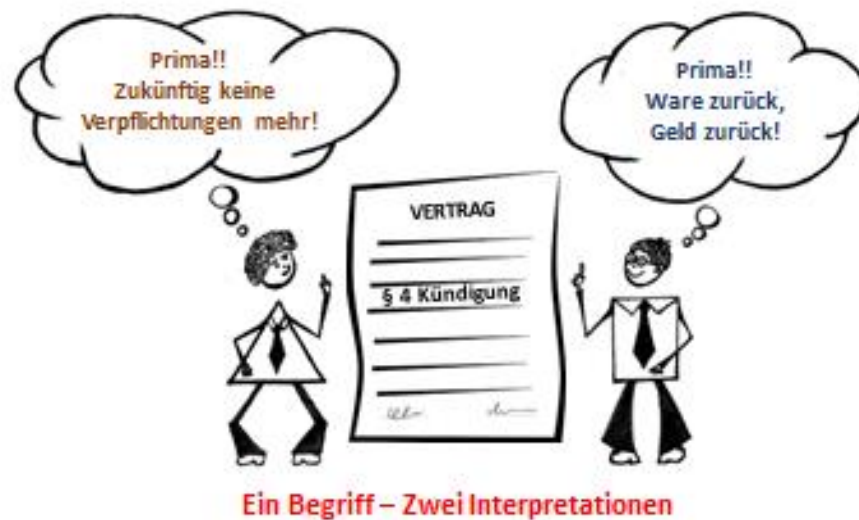 Prima!!
Zukünftig keine
Verpflichtungen mehr!
Prima!!
Ware zurück,
Geld zurück!
VERTRAG
§ 4 Kündigung
Ein Begriff – Zwei Interpretationen